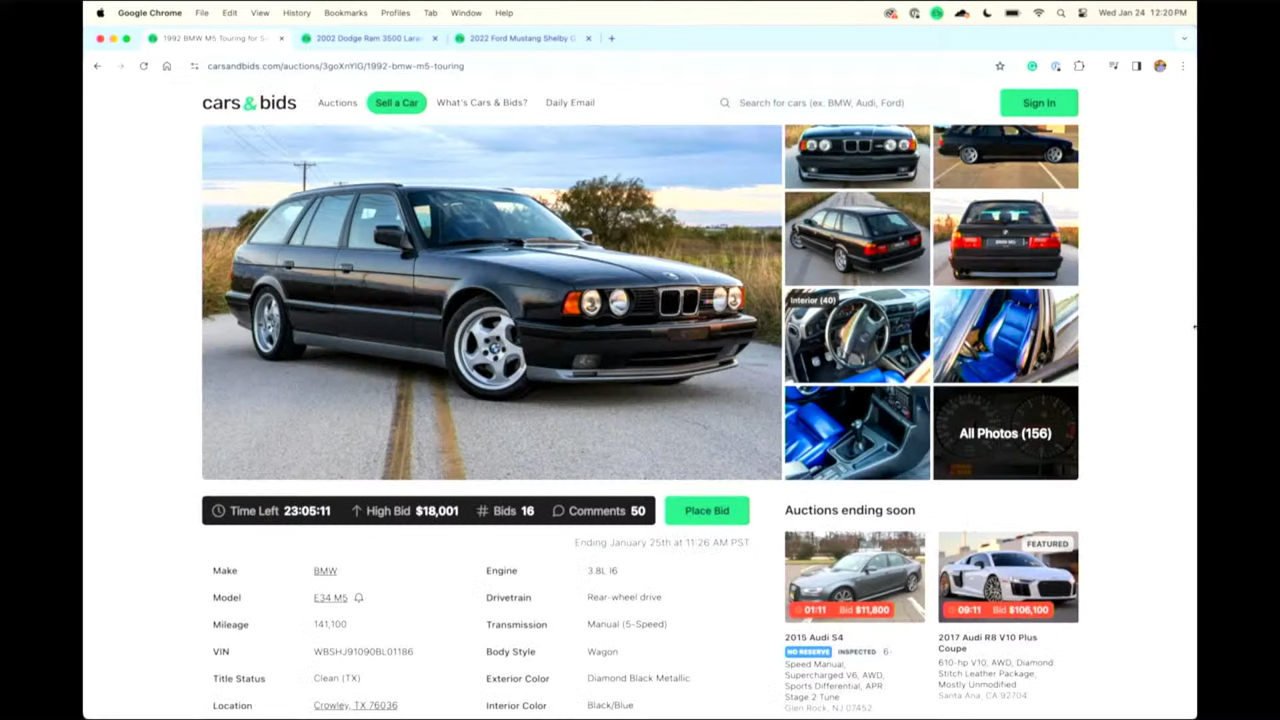 Google Chrome File Edit View History Bookmarks Profiles Tab Window Help Wed Jan 24 12:20 PM
1992 BMW M5 Touring for S 2002 Dodge Ram 3500 Lara 2022 Ford Mustang Shelby G
carsandbids.com/auctions/3goXnYlG/1992-bmw-m5-touring
cars & bids Auctions Sell a Car What's Cars & Bids? Daily Email Search for cars (ex. BMW, Audi, Ford) Sign In
Interior (40)
All Photos (156)
Time Left 23:05:11 High Bid $18,001 # Bids 16 Comments 50 Place Bid
Ending January 25th at 11:26 AM PST
Make BMW Engine 3.8L I6
Model E34 M5 Drivetrain Rear-wheel drive
Mileage 141,100 Transmission Manual (5-Speed)
VIN WBSHJ91090BL01186 Body Style Wagon
Title Status Clean (TX) Exterior Color Diamond Black Metallic
Location Crowley, TX 76036 Interior Color Black/Blue
Auctions ending soon
01:11 Bid $11,800
2015 Audi S4
NO RESERVE INSPECTED 6-
Speed Manual,
Supercharged V6, AWD,
Sports Differential, APR
Stage 2 Tune
Glen Rock, NJ 07452
FEATURED
09:11 Bid $106,100
2017 Audi R8 V10 Plus
Coupe
610-hp V10, AWD, Diamond
Stitch Leather Package,
Mostly Unmodified
Santa Ana, CA 92704